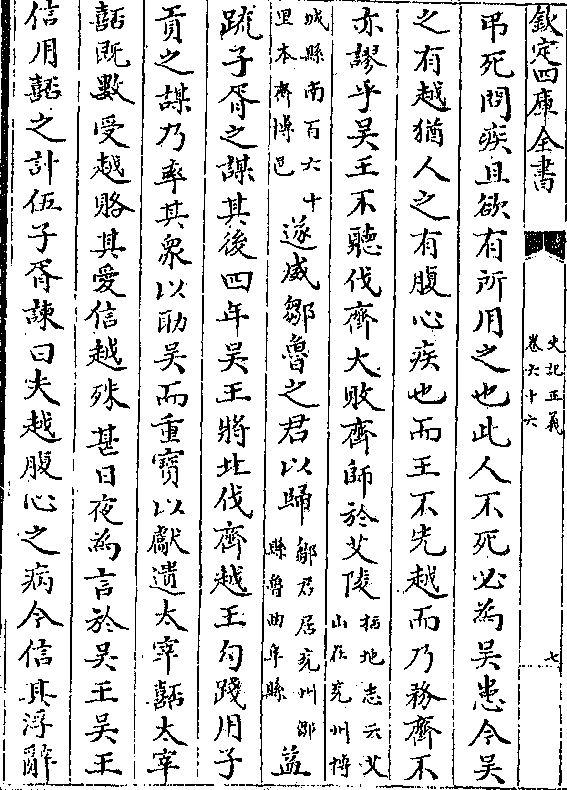 欽定四庫全書
史記正義
卷六十六
七
弔死問疾且欲有所用之也此人不死必為吳患今吳
之有越猶人之有腹心疾也而王不先越而乃務齊不
亦謬乎吳王不聽伐齊大敗齊師於艾陵括地志云艾山在兖州博
城縣南百六十里本齊博邑遂威鄒魯之君以歸鄒君居兖州鄒縣魯曲阜縣益
疏子胥之謀其後四年吳王將北伐齊越王勾踐用子
貢之謀乃率其衆以助吳而重寶以獻遺太宰嚭太宰
嚭既數受越賂其愛信越殊甚日夜為言於吳王吳王
信用嚭之計伍子胥諫曰夫越腹心之病今信其浮辭